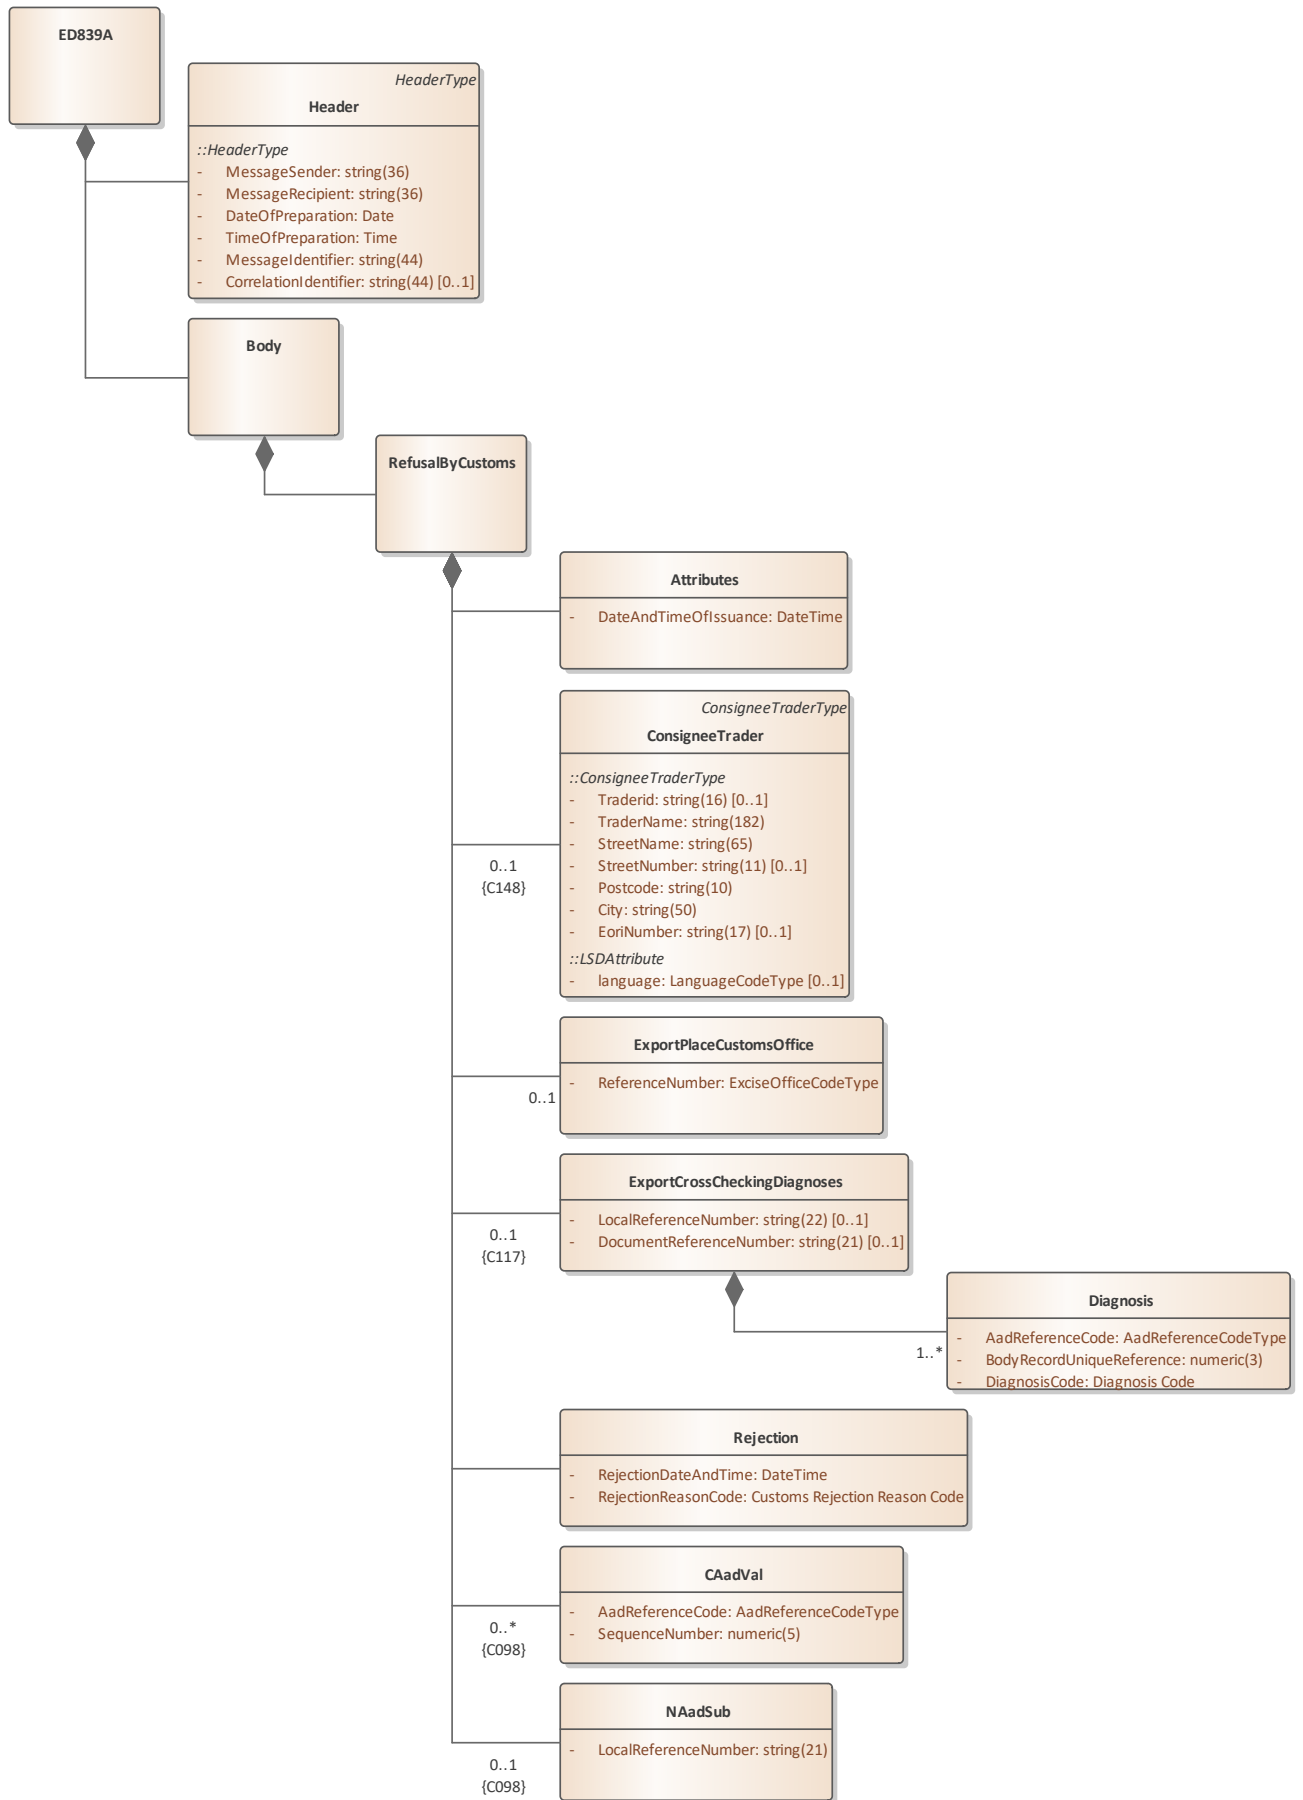 ED839A
HeaderType
Header
::HeaderType
- MessageSender: string(36)
- MessageRecipient: string(36)
- DateOfPreparation: Date
- TimeOfPreparation: Time
- MessageIdentifier: string(44)
- CorrelationIdentifier: string(44) [0..1]
Body
RefusalByCustoms
Attributes
- DateAndTimeOfIssuance: DateTime
ConsigneeTraderType
ConsigneeTrader
::ConsigneeTraderType
- Traderid: string(16) [0..1]
- TraderName: string(182)
- StreetName: string(65)
- StreetNumber: string(11) [0..1]
- Postcode: string(10)
- City: string(50)
- EoriNumber: string(17) [0..1]
::LSDAttribute
- language: LanguageCodeType [0..1]
0..1
{C148}
ExportPlaceCustomsOffice
- ReferenceNumber: ExciseOfficeCodeType
0..1
ExportCrossCheckingDiagnoses
- LocalReferenceNumber: string(22) [0..1]
- DocumentReferenceNumber: string(21) [0..1]
0..1
{C117}
Diagnosis
- AadReferenceCode: AadReferenceCodeType
- BodyRecordUniqueReference: numeric(3)
- DiagnosisCode: Diagnosis Code
1..*
Rejection
- RejectionDateAndTime: DateTime
- RejectionReasonCode: Customs Rejection Reason Code
CAadVal
- AadReferenceCode: AadReferenceCodeType
- SequenceNumber: numeric(5)
0..*
{C098}
NAadSub
- LocalReferenceNumber: string(21)
0..1
{C098}